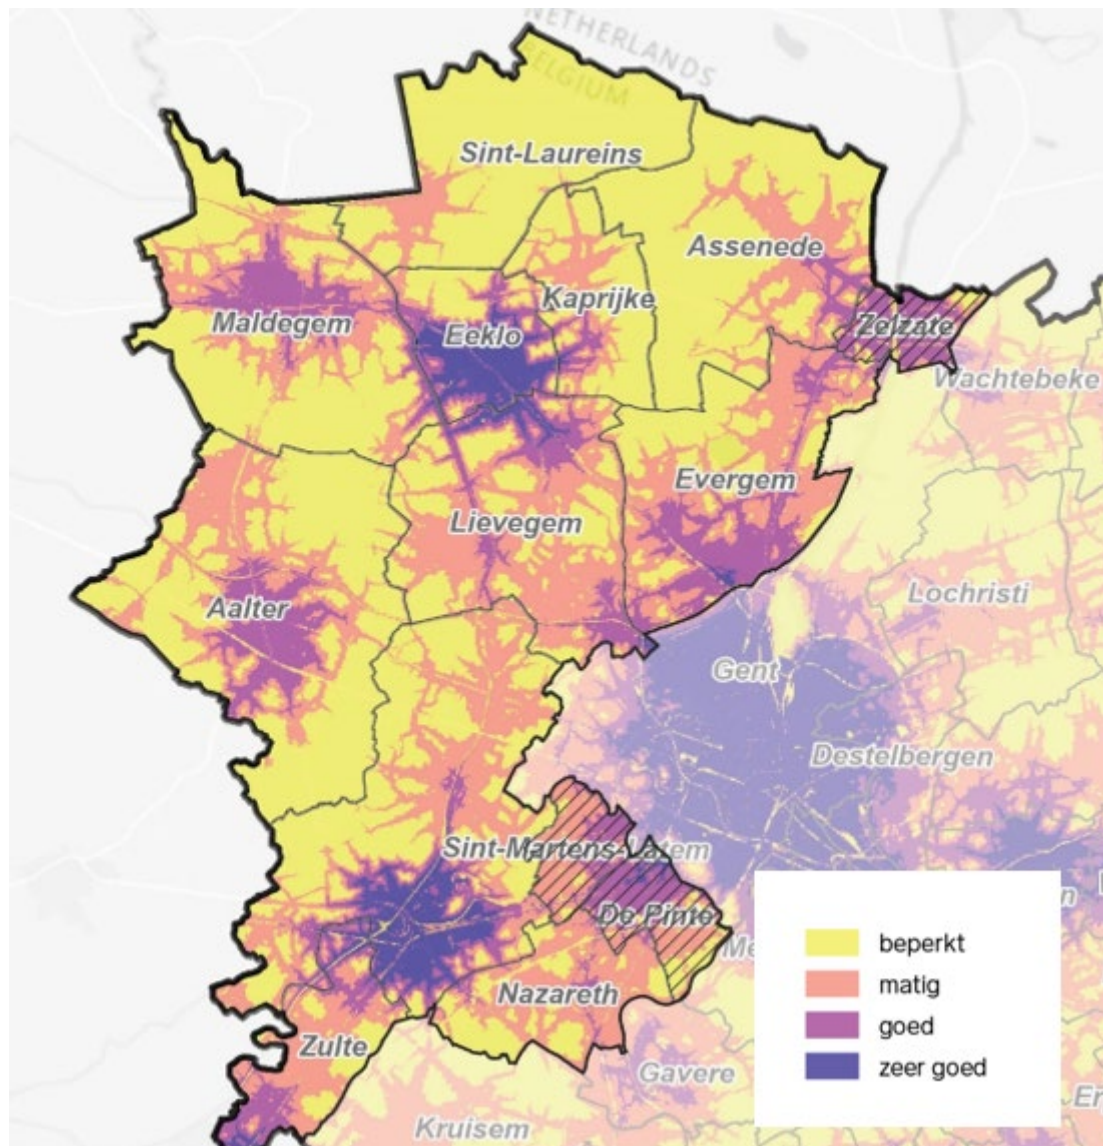 NETHERLANDS
BELGIUM
Sint-Laureins
Assenede
Kaprijke
Maldegem
Eeklo
Zelzate
Wachtebeke
Evergem
Lievegem
Aalter
Lochristi
Gent
Destelbergen
Sint-Martens-Latem
De Pinte
Nazareth
Zulte
Gavere
Kruisem
beperkt
matig
goed
zeer goed